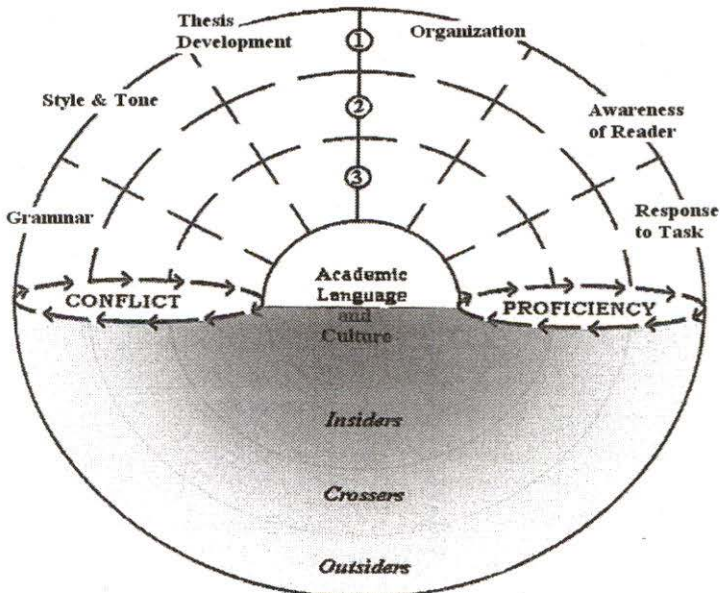 Thesis
Development
Organization
1
Style & Tone
2
Awareness
of Reader
3
Grammar
Response
to Task
Academic
Language
and
Culture
CONFLICT
PROFICIENCY
Insiders
Crossers
Outsiders